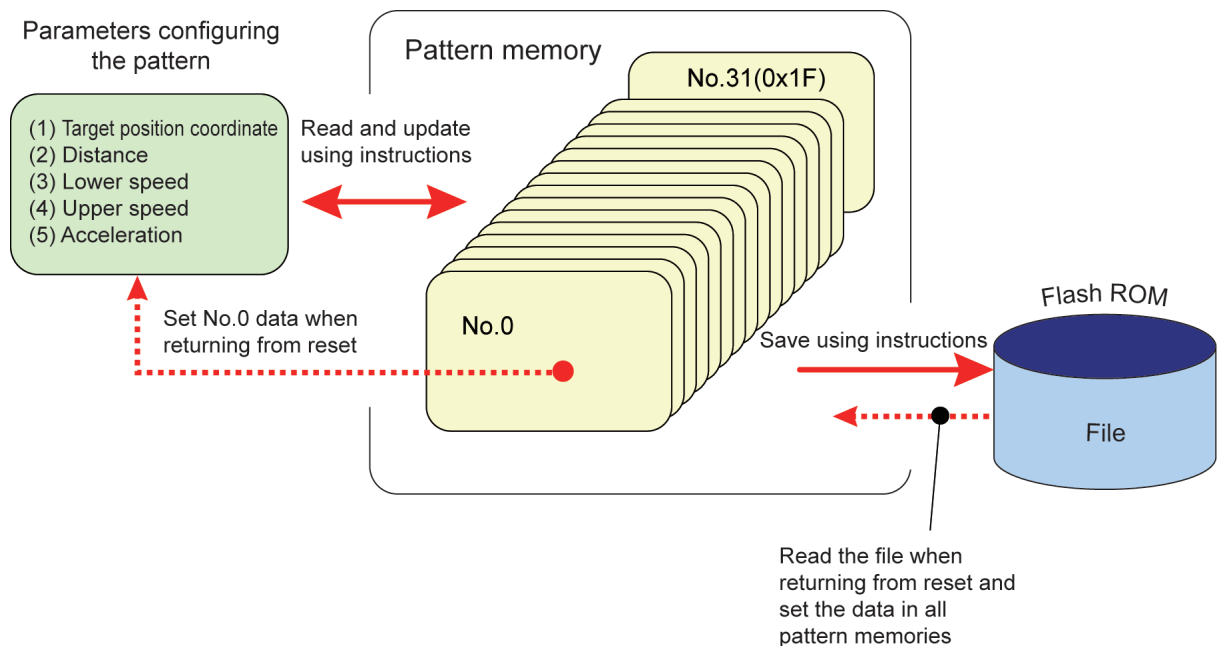 Parameters configuring
the pattern
(1) Target position coordinate
(2) Distance
(3) Lower speed
(4) Upper speed
(5) Acceleration
Read and update
using instructions
Pattern memory
No.31(0x1F)
No.0
Set No.0 data when
returning from reset
Save using instructions
Flash ROM
File
Read the file when
returning from reset and
set the data in all
pattern memories